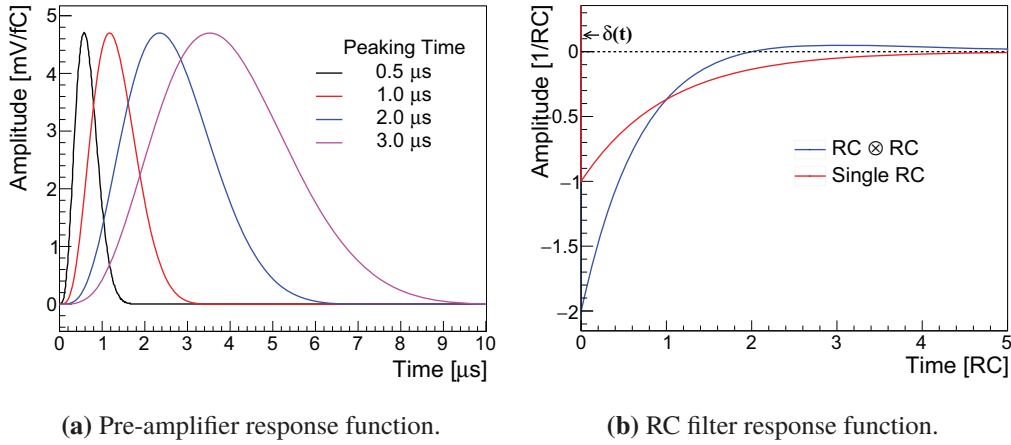 Amplitude [mV/fC]
5
4
3
2
1
0
Peaking Time
0.5 μs
1.0 μs
2.0 μs
3.0 μs
0 1 2 3 4 5 6 7 8 9 10
Time [μs]
(a) Pre-amplifier response function.
Amplitude [1/RC]
δ(t)
0
−0.5
−1
−1.5
−2
RC ⊗ RC
Single RC
0 1 2 3 4 5
Time [RC]
(b) RC filter response function.